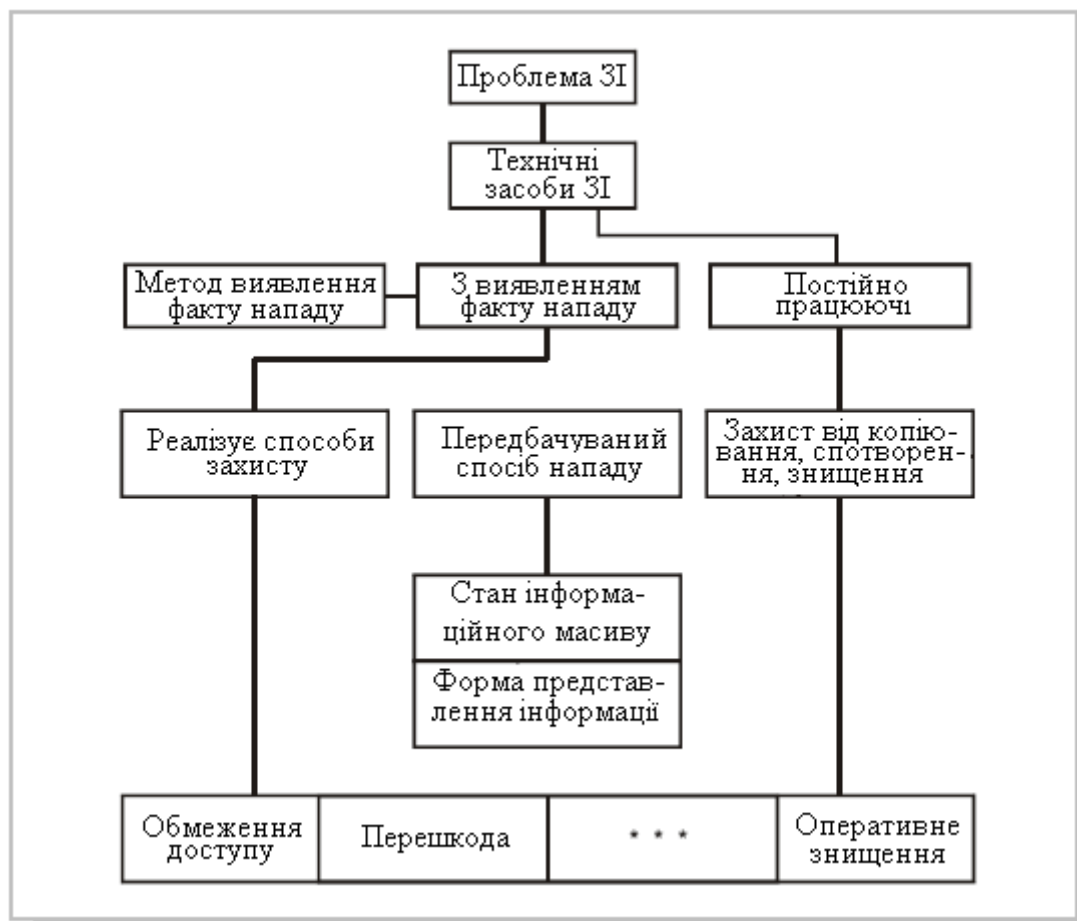 Проблема ЗІ
Технічні
засоби ЗІ
Метод виявлення
факту нападу
З виявленням
факту нападу
Постійно
працюючі
Реалізує способи
захисту
Передбачуваний
спосіб нападу
Захист від копію-
вання, спотворен-
ня, знищення
Стан інформа-
ційного масиву
Форма представ-
лення інформації
Обмеження
доступу
Перешкода
* * *
Оперативне
знищення